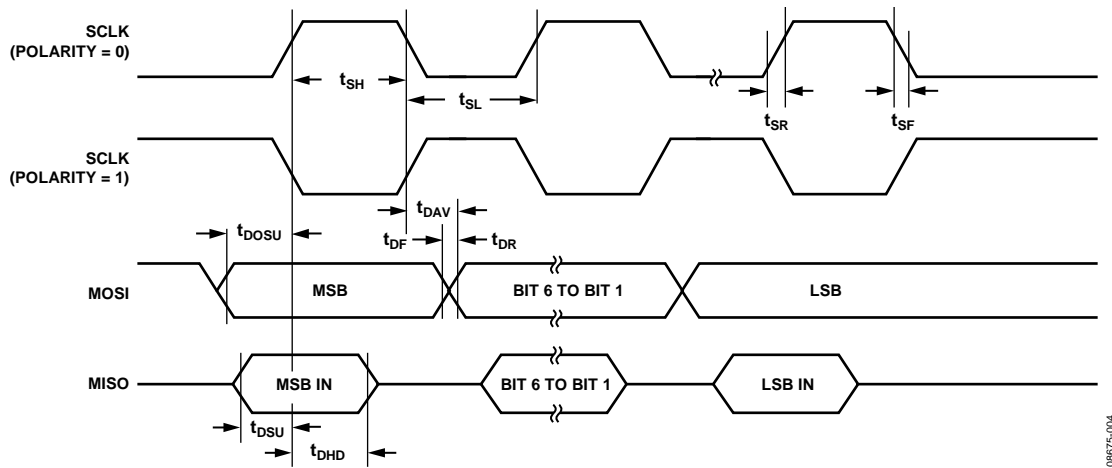 SCLK
(POLARITY = 0)
tSH
tSL
tSR
tSF
SCLK
(POLARITY = 1)
tDAV
tDOSU
tDF
tDR
MOSI
MSB
BIT 6 TO BIT 1
LSB
MISO
MSB IN
BIT 6 TO BIT 1
LSB IN
tDSU
tDHD
08675-004